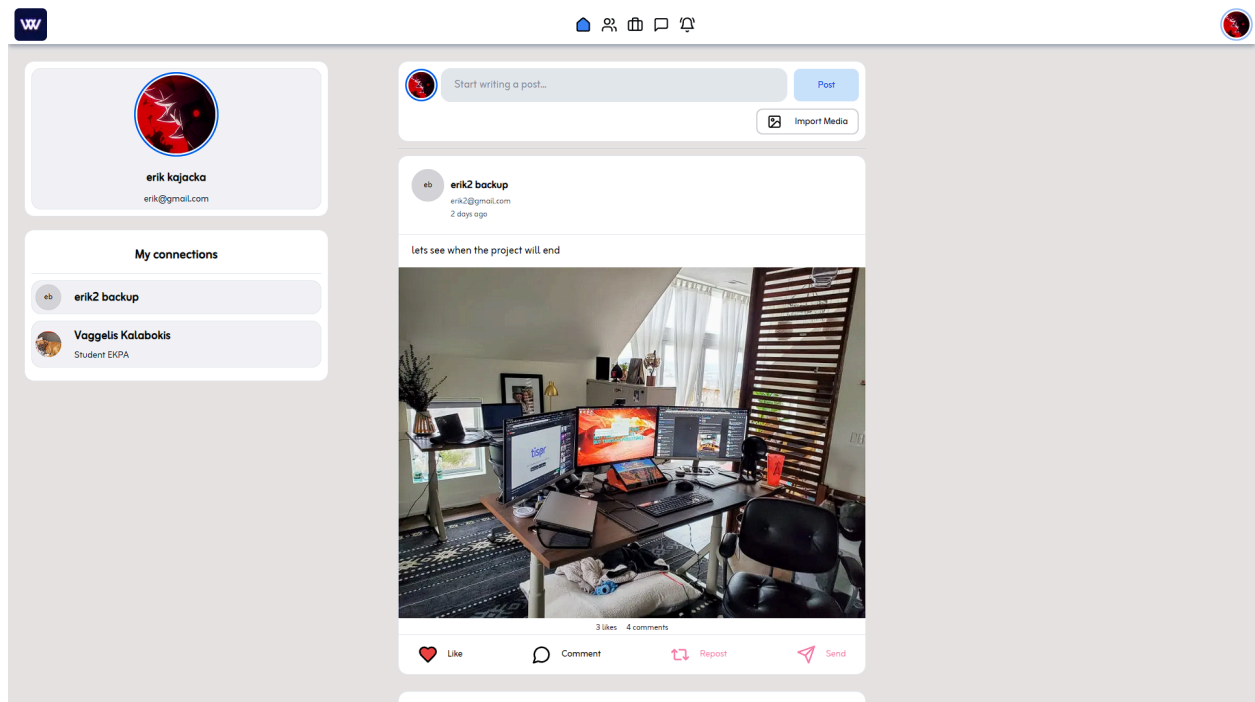 W
erik kajacka
erik@gmail.com
My connections
eb
erik2 backup
Vaggelis Kalabokis
Student EKPA
Start writing a post...
Post
Import Media
eb
erik2 backup
erik2@gmail.com
2 days ago
lets see when the project will end
tiser
3 likes 4 comments
Like
Comment
Repost
Send